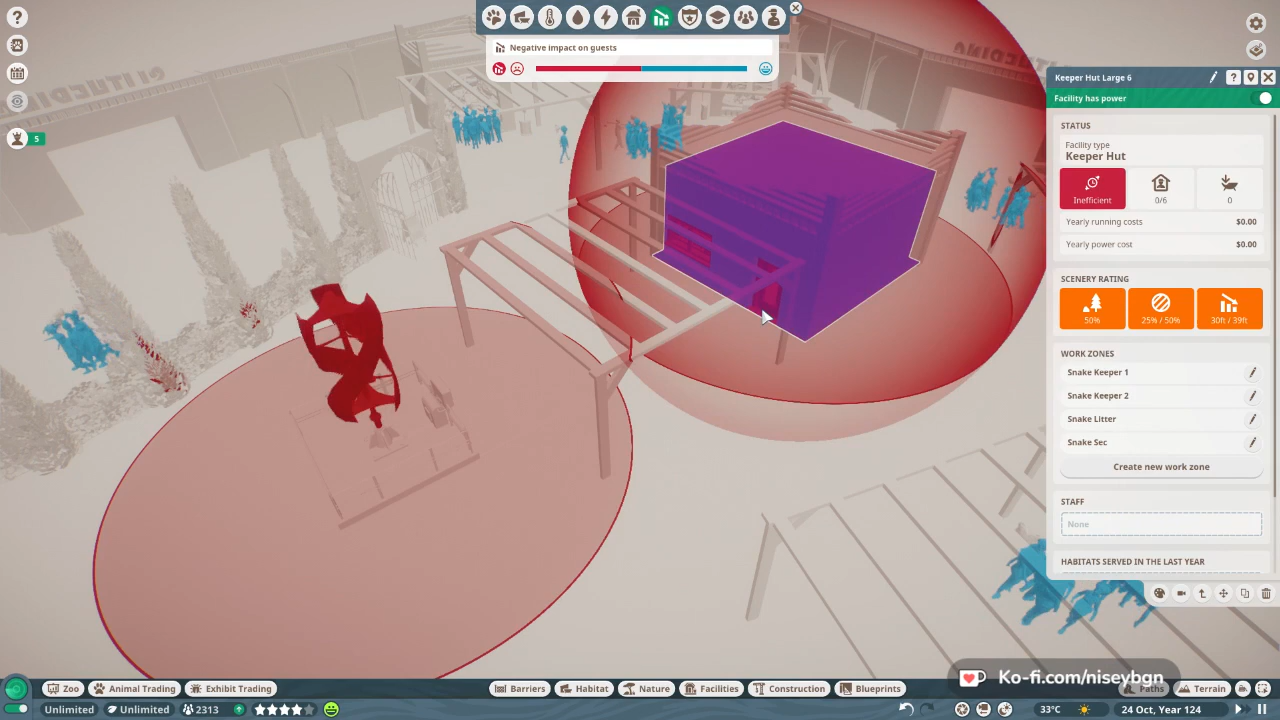 Negative impact on guests
5
Keeper Hut Large 6
?
Facility has power
STATUS
Facility type
Keeper Hut
Inefficient
0/6
0
Yearly running costs
$0.00
Yearly power cost
$0.00
SCENERY RATING
50%
25% / 50%
30ft / 39ft
WORK ZONES
Snake Keeper 1
Snake Keeper 2
Snake Litter
Snake Sec
Create new work zone
STAFF
None
HABITATS SERVED IN THE LAST YEAR
Ko-fi.com/niseybgn
Zoo
Animal Trading
Exhibit Trading
Barriers
Habitat
Nature
Facilities
Construction
Blueprints
Paths
Terrain
Unlimited
Unlimited
2313
33°C
24 Oct, Year 124